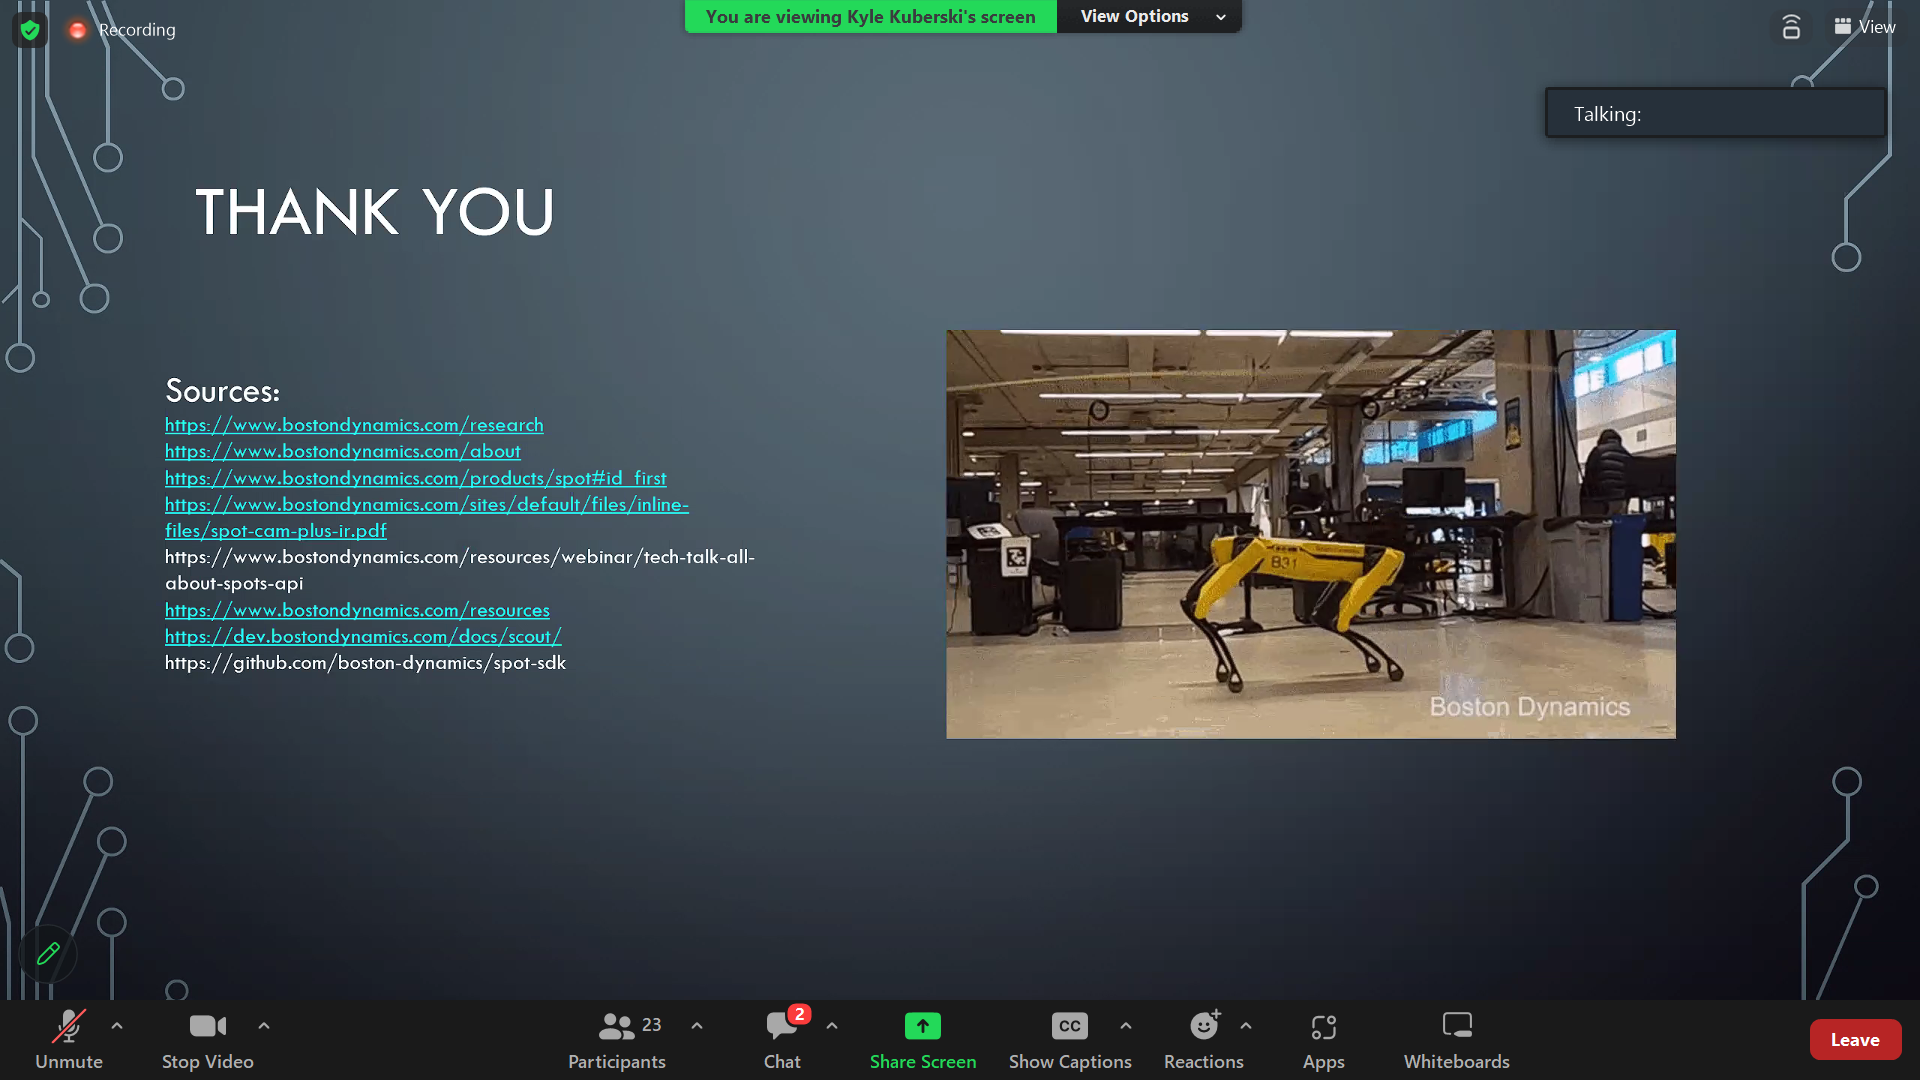 Recording
You are viewing Kyle Kuberski's screen
View Options
View
Talking:
THANK YOU
Sources:
https://www.bostondynamics.com/research
https://www.bostondynamics.com/about
https://www.bostondynamics.com/products/spot#id_first
https://www.bostondynamics.com/sites/default/files/inline-
files/spot-cam-plus-ir.pdf
https://www.bostondynamics.com/resources/webinar/tech-talk-all-
about-spots-api
https://www.bostondynamics.com/resources
https://dev.bostondynamics.com/docs/scout/
https://github.com/boston-dynamics/spot-sdk
B31
Boston Dynamics
Unmute
Stop Video
23
Participants
2
Chat
Share Screen
CC
Show Captions
Reactions
Apps
Whiteboards
Leave